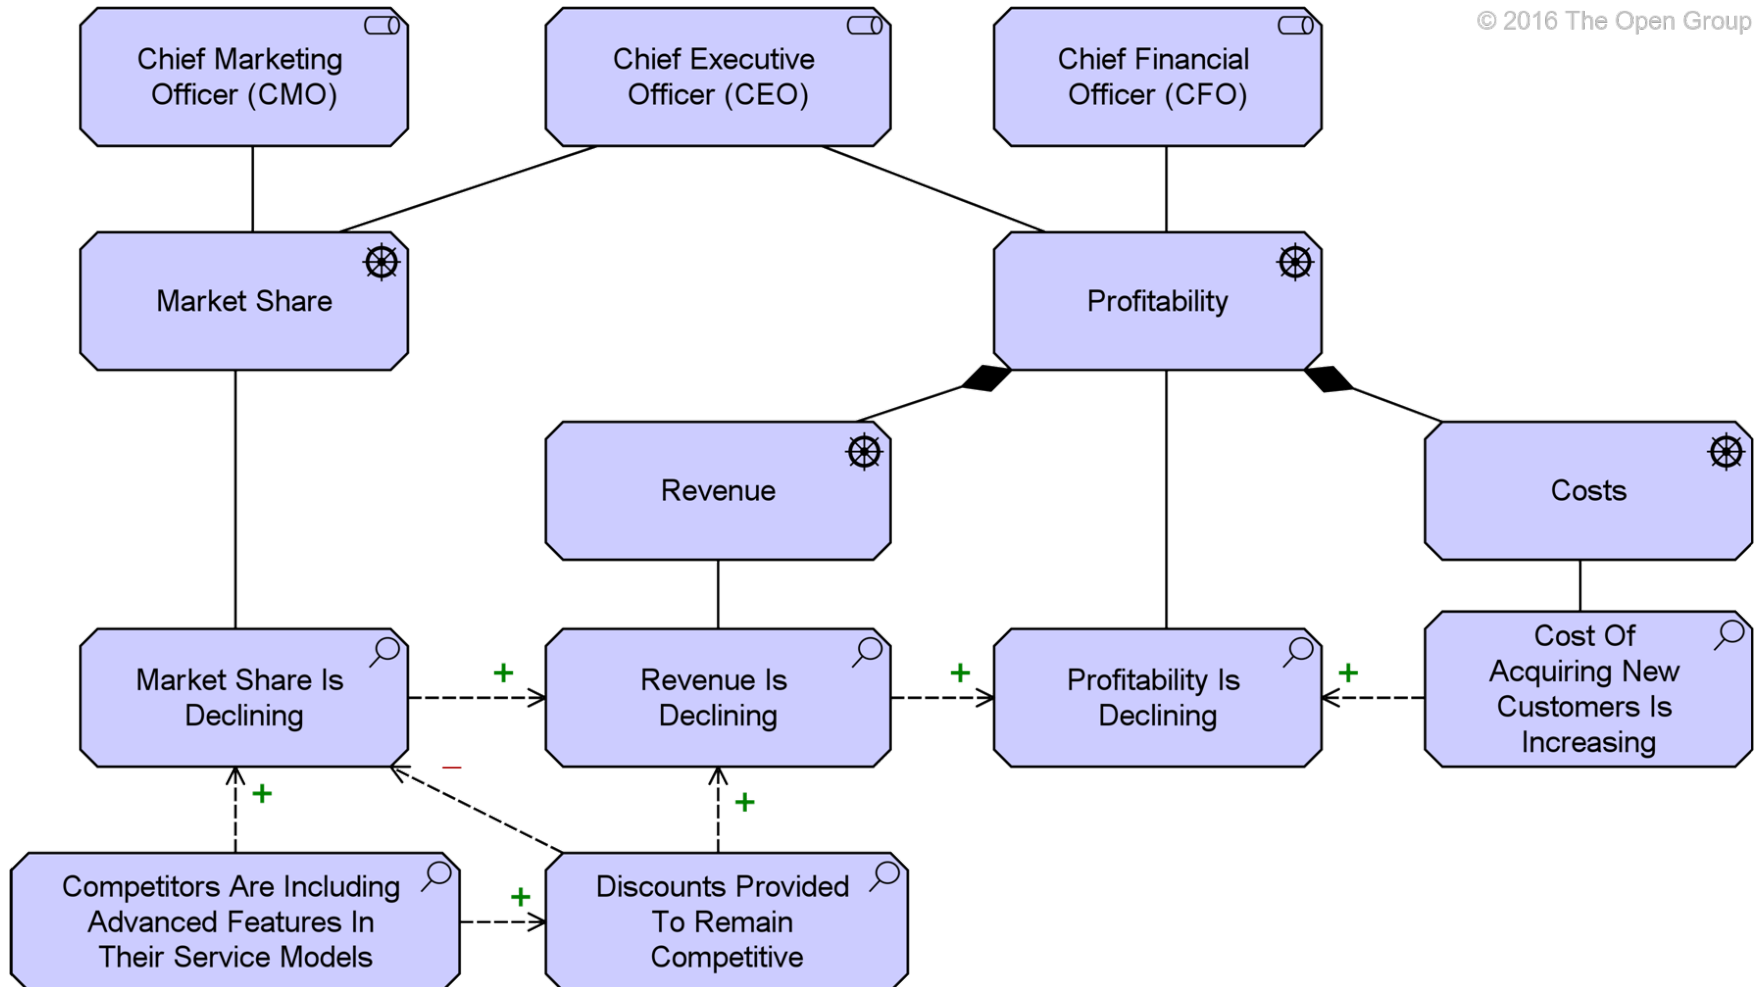 © 2016 The Open Group
Chief Marketing
Officer (CMO)
Chief Executive
Officer (CEO)
Chief Financial
Officer (CFO)
Market Share
Profitability
Revenue
Costs
Market Share Is
Declining
+
Revenue Is
Declining
+
Profitability Is
Declining
+
Cost Of
Acquiring New
Customers Is
Increasing
+
–
+
Competitors Are Including
Advanced Features In
Their Service Models
+
Discounts Provided
To Remain
Competitive